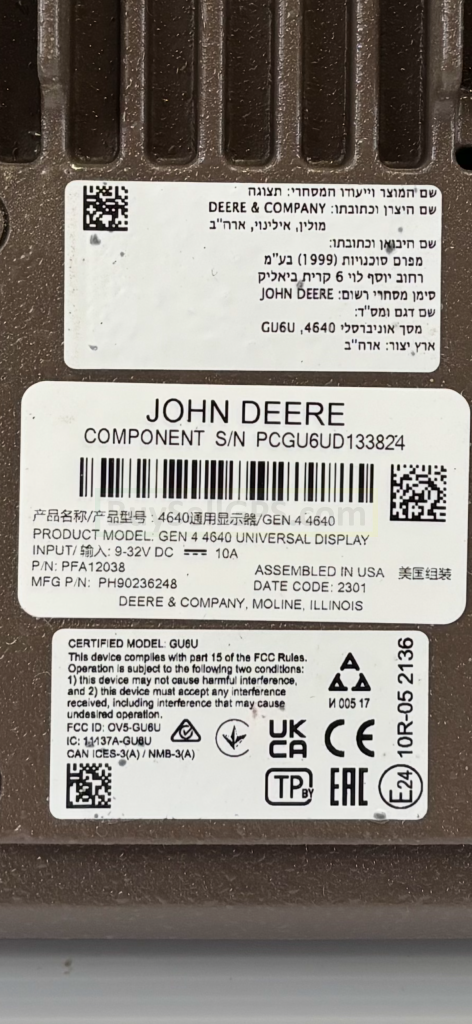 שם המוצר וייעודו המסחרי: תצוגה
שם היצרן וכתובתו: DEERE & COMPANY
מולין, אילינוי, ארה"ב
שם היבואן וכתובתו:
מפרום סוכנויות (1999) בע"מ
רחוב יוסף לוי 6 קרית ביאליק
סימן מסחרי רשום: JOHN DEERE
שם דגם ומס"ד:
מסך אוניברסלי 4640, GU6U
ארץ יצור: ארה"ב
JOHN DEERE
COMPONENT S/N PCGU6UD133824
产品名称/产品型号: 4640通用显示器/GEN 4 4640
PRODUCT MODEL: GEN 4 4640 UNIVERSAL DISPLAY
INPUT/ 输入: 9-32V DC 10A
P/N: PFA12038
ASSEMBLED IN USA 美国组装
MFG P/N: PH90236248
DATE CODE: 2301
DEERE & COMPANY, MOLINE, ILLINOIS
CERTIFIED MODEL: GU6U
This device complies with part 15 of the FCC Rules.
Operation is subject to the following two conditions:
1) this device may not cause harmful interference,
and 2) this device must accept any interference
received, including interference that may cause
undesired operation.
FCC ID: OV5-GU6U
IC: 11137A-GU6U
CAN ICES-3(A) / NMB-3(A)
И 005 17
UK
CA
CE
TP BY
EAC
E24
10R-05 2136